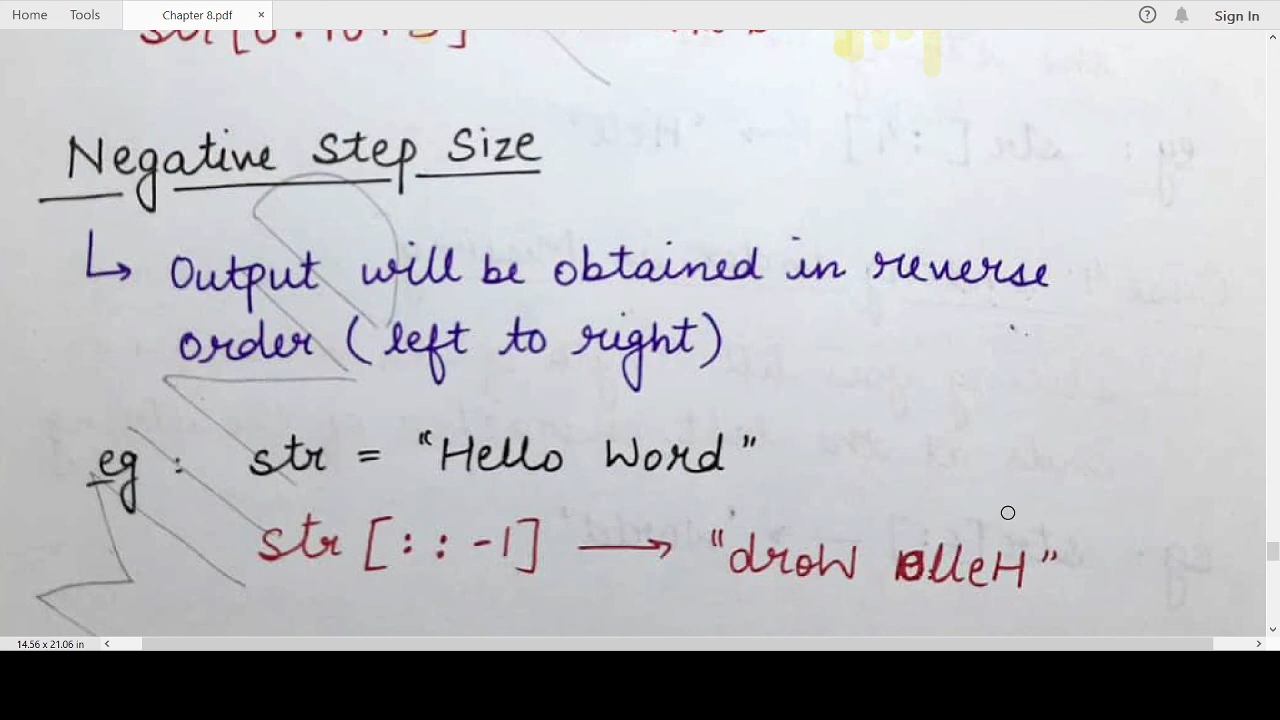 Home Tools Chapter 8.pdf × Sign In
Negative Step Size
↳ Output will be obtained in reverse
order (left to right)
eg : str = "Hello Word"
str [: : -1] → "droW olleH"
14.56 x 21.06 in